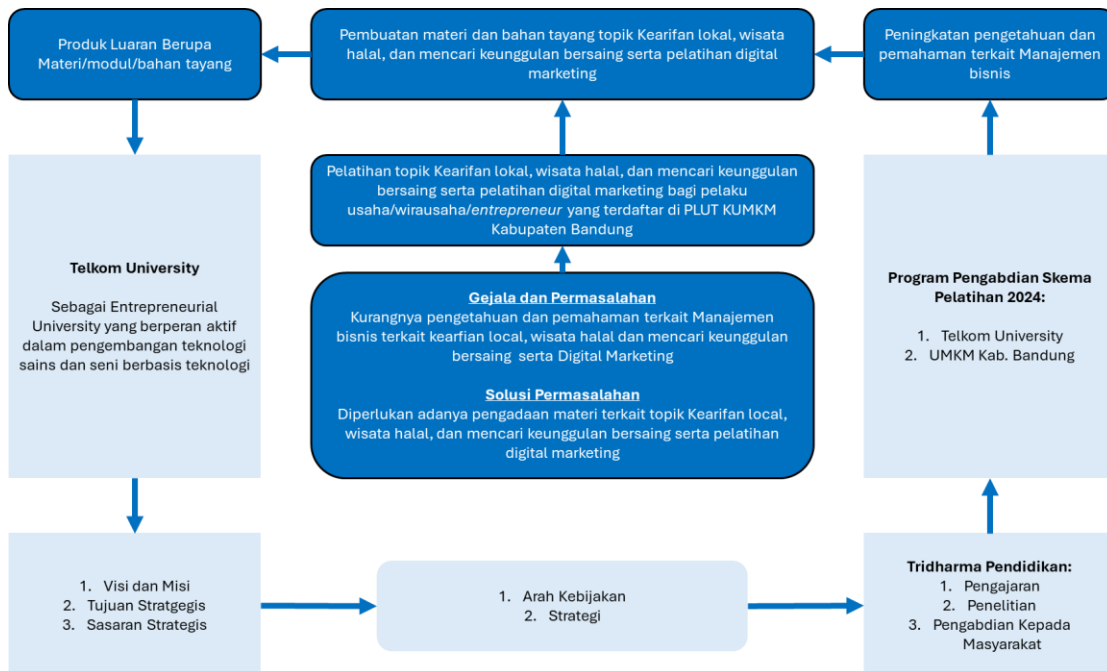 Produk Luaran Berupa
Materi/modul/bahan tayang
Pembuatan materi dan bahan tayang topik Kearifan lokal, wisata
halal, dan mencari keunggulan bersaing serta pelatihan digital
marketing
Peningkatan pengetahuan dan
pemahaman terkait Manajemen
bisnis
Pelatihan topik Kearifan lokal, wisata halal, dan mencari keunggulan
bersaing serta pelatihan digital marketing bagi pelaku
usaha/wirausaha/entrepreneur yang terdaftar di PLUT KUMKM
Kabupaten Bandung
Telkom University
Sebagai Entrepreneurial
University yang berperan aktif
dalam pengembangan teknologi
sains dan seni berbasis teknologi
Gejala dan Permasalahan
Kurangnya pengetahuan dan pemahaman terkait Manajemen
bisnis terkait kearfian local, wisata halal dan mencari keunggulan
bersaing serta Digital Marketing
Solusi Permasalahan
Diperlukan adanya pengadaan materi terkait topik Kearifan local,
wisata halal, dan mencari keunggulan bersaing serta pelatihan
digital marketing
Program Pengabdian Skema
Pelatihan 2024:
1. Telkom University
2. UMKM Kab. Bandung
1. Visi dan Misi
2. Tujuan Stratgegis
3. Sasaran Strategis
1. Arah Kebijakan
2. Strategi
Tridharma Pendidikan:
1. Pengajaran
2. Penelitian
3. Pengabdian Kepada
Masyarakat